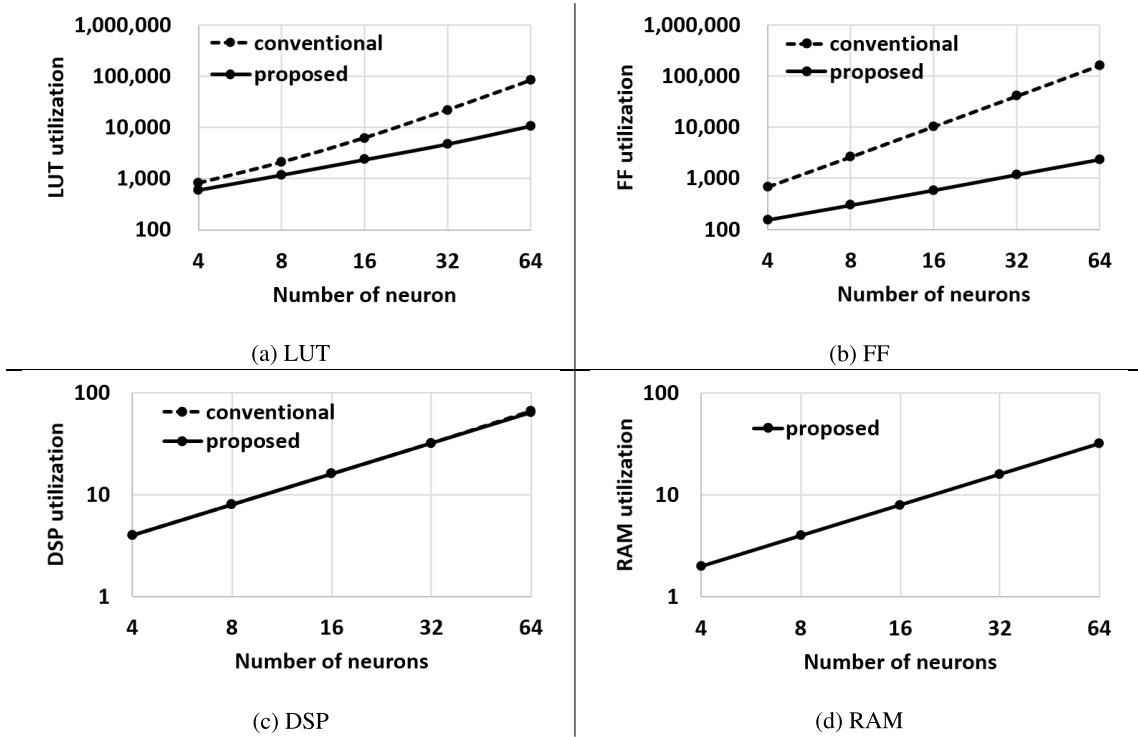 1,000,000
100,000
10,000
1,000
100
LUT utilization
conventional
proposed
4 8 16 32 64
Number of neuron
(a) LUT
1,000,000
100,000
10,000
1,000
100
FF utilization
conventional
proposed
4 8 16 32 64
Number of neurons
(b) FF
100
10
1
DSP utilization
conventional
proposed
4 8 16 32 64
Number of neurons
(c) DSP
100
10
1
RAM utilization
proposed
4 8 16 32 64
Number of neurons
(d) RAM